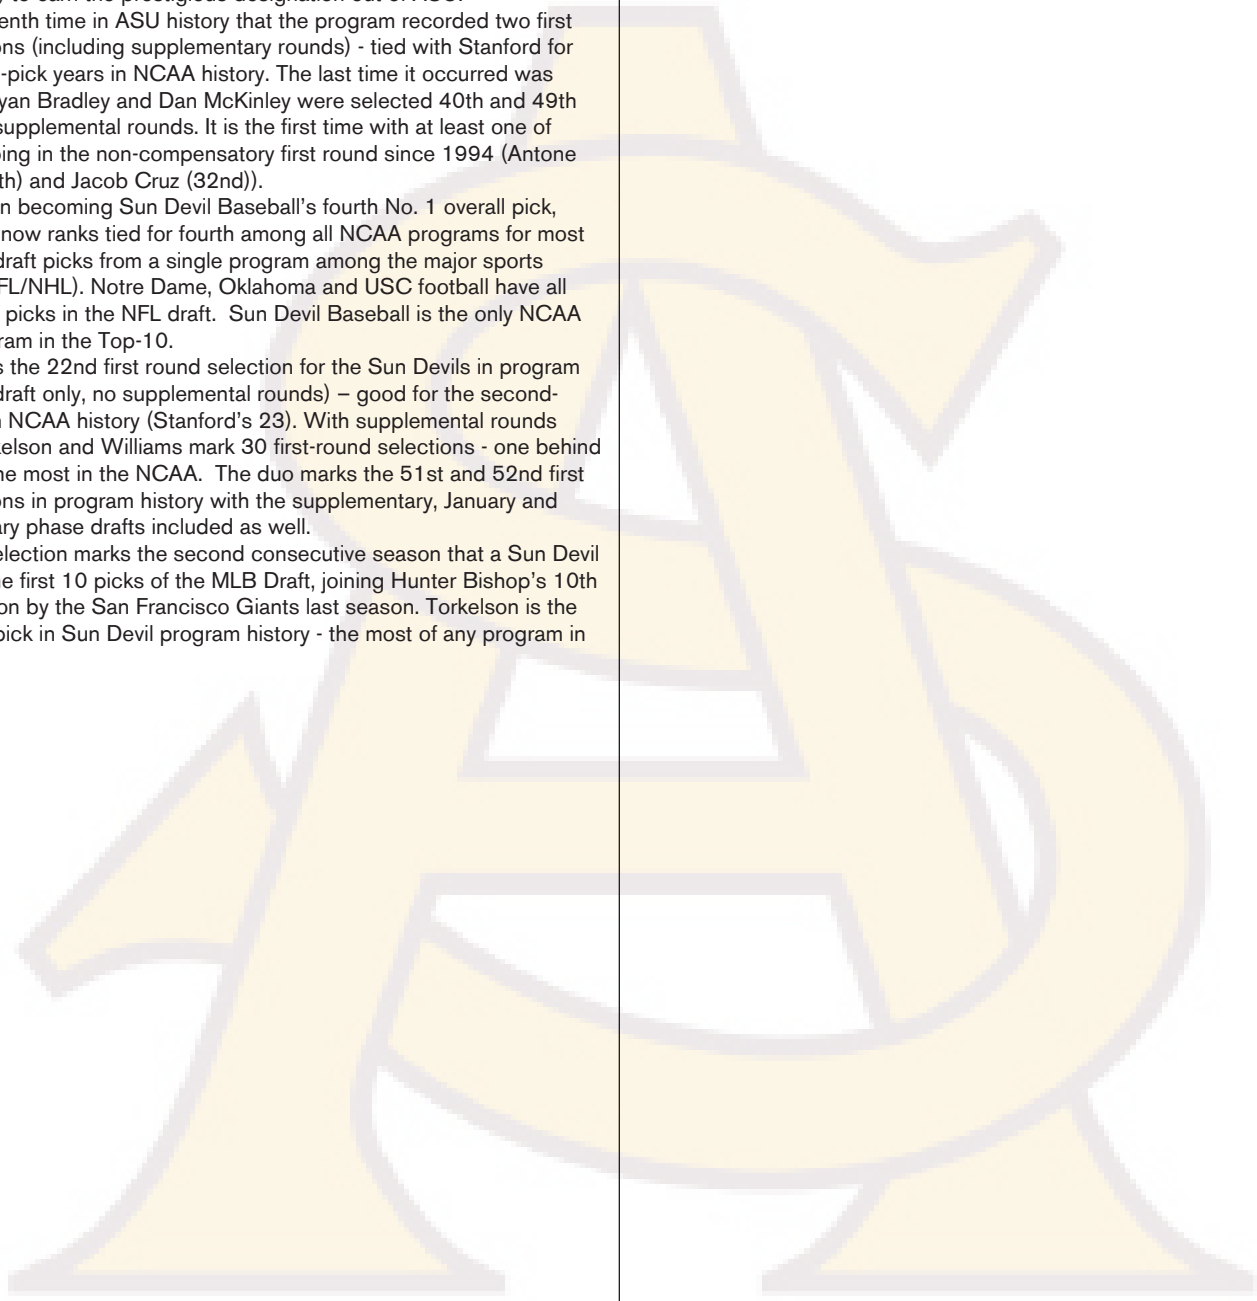 to earn the prestigious designation out of ASU.
enth time in ASU history that the program recorded two first
ons (including supplementary rounds) - tied with Stanford for
-pick years in NCAA history. The last time it occurred was
yan Bradley and Dan McKinley were selected 40th and 49th
supplemental rounds. It is the first time with at least one of
ing in the non-compensatory first round since 1994 (Antone
th) and Jacob Cruz (32nd)).
n becoming Sun Devil Baseball's fourth No. 1 overall pick,
now ranks tied for fourth among all NCAA programs for most
draft picks from a single program among the major sports
FL/NHL). Notre Dame, Oklahoma and USC football have all
picks in the NFL draft.  Sun Devil Baseball is the only NCAA
ram in the Top-10.
s the 22nd first round selection for the Sun Devils in program
draft only, no supplemental rounds) – good for the second-
n NCAA history (Stanford's 23). With supplemental rounds
elson and Williams mark 30 first-round selections - one behind
he most in the NCAA.  The duo marks the 51st and 52nd first
ons in program history with the supplementary, January and
ary phase drafts included as well.
election marks the second consecutive season that a Sun Devil
he first 10 picks of the MLB Draft, joining Hunter Bishop's 10th
on by the San Francisco Giants last season. Torkelson is the
pick in Sun Devil program history - the most of any program in